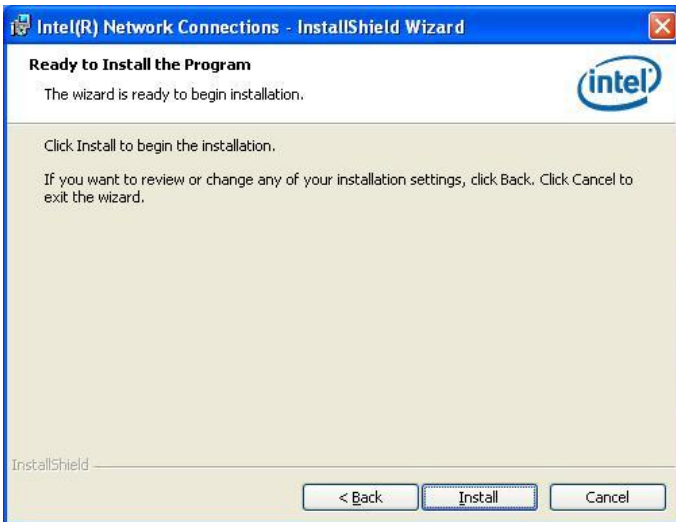 Intel(R) Network Connections - InstallShield Wizard
Ready to Install the Program
The wizard is ready to begin installation.
intel
Click Install to begin the installation.
If you want to review or change any of your installation settings, click Back. Click Cancel to
exit the wizard.
InstallShield
< Back
Install
Cancel